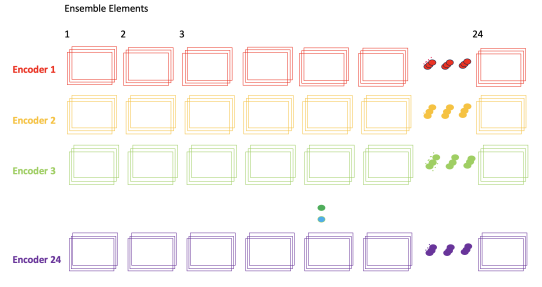 Ensemble Elements
1 2 3 24
Encoder 1
Encoder 2
Encoder 3
Encoder 24